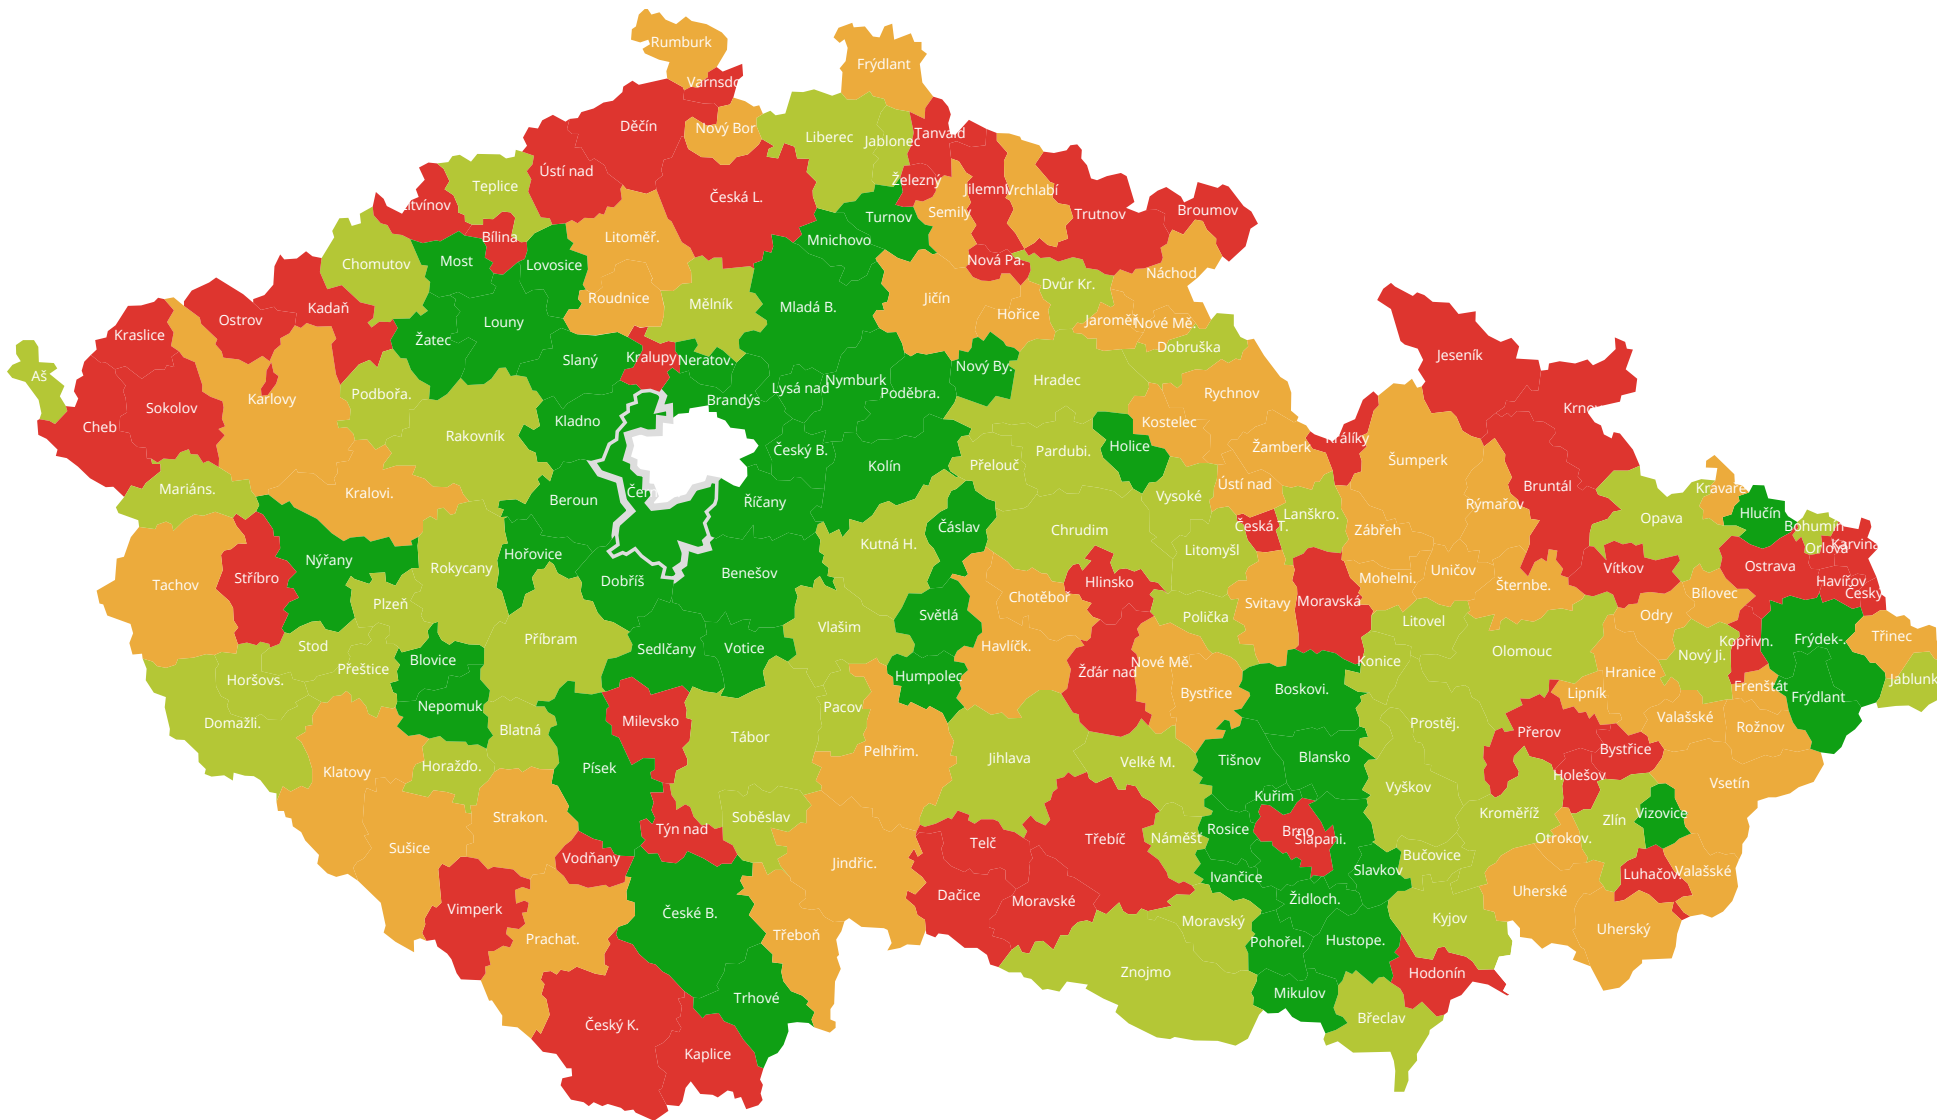 Rumburk
Frýdlant
Varnsdo
Děčín
Nový Bor
Liberec
Jablonec
Tanvald
Ústí nad
Železný
Teplice
Česká L.
Jilemni
Vrchlabí
Semily
Trutnov
Broumov
Litvínov
Turnov
Bílina
Litoměř.
Mnichovo
Most
Lovosice
Chomutov
Nová Pa.
Náchod
Dvůr Kr.
Roudnice
Mělník
Mladá B.
Jičín
Kadaň
Hořice
Ostrov
Louny
Jaroměř
Nové Mě.
Kraslice
Žatec
Dobruška
Jeseník
Slaný
Kralupy
Neratov.
Nový By.
Aš
Hradec
Nymburk
Lysá nad
Poděbra.
Rychnov
Podbořa.
Karlovy
Brandýs
Sokolov
Krnov
Kladno
Kostelec
Cheb
Rakovník
Králíky
Holice
Žamberk
Český B.
Pardubi.
Šumperk
Přelouč
Kolín
Mariáns.
Kralovi.
Ústí nad
Bruntál
Kravaře
Čern
Vysoké
Beroun
Říčany
Rýmařov
Lanškro.
Hlučín
Opava
Čáslav
Česká T.
Bohumín
Chrudim
Zábřeh
Kutná H.
Karviná
Orlová
Hořovice
Litomyšl
Nýřany
Ostrava
Rokycany
Vítkov
Uničov
Benešov
Stříbro
Mohelni.
Dobříš
Hlinsko
Havířov
Tachov
Šternbe.
Český
Bílovec
Chotěboř
Moravská
Svitavy
Plzeň
Světlá
Odry
Polička
Litovel
Vlašim
Třinec
Příbram
Frýdek-.
Kopřivn.
Stod
Havlíčk.
Sedlčany
Votice
Olomouc
Nový Ji.
Blovice
Konice
Nové Mě.
Přeštice
Žďár nad
Hranice
Humpolec
Horšovs.
Jablunk
Frenštát
Boskovi.
Bystřice
Lipník
Frýdlant
Nepomuk
Pacov
Valašské
Milevsko
Domažli.
Prostěj.
Rožnov
Blatná
Přerov
Tábor
Bystřice
Pelhřim.
Jihlava
Blansko
Tišnov
Velké M.
Horažďo.
Písek
Klatovy
Holešov
Vsetín
Vyškov
Kuřim
Kroměříž
Vizovice
Strakon.
Soběslav
Zlín
Týn nad
Rosice
Brno
Náměšť
Třebíč
Otrokov.
Šlapani.
Telč
Sušice
Bučovice
Vodňany
Jindřic.
Slavkov
Valašské
Luhačov.
Ivančice
Uherské
Dačice
Židloch.
Moravské
Vimperk
České B.
Kyjov
Moravský
Uherský
Třeboň
Prachat.
Hustope.
Pohořel.
Znojmo
Hodonín
Mikulov
Trhové
Břeclav
Český K.
Kaplice